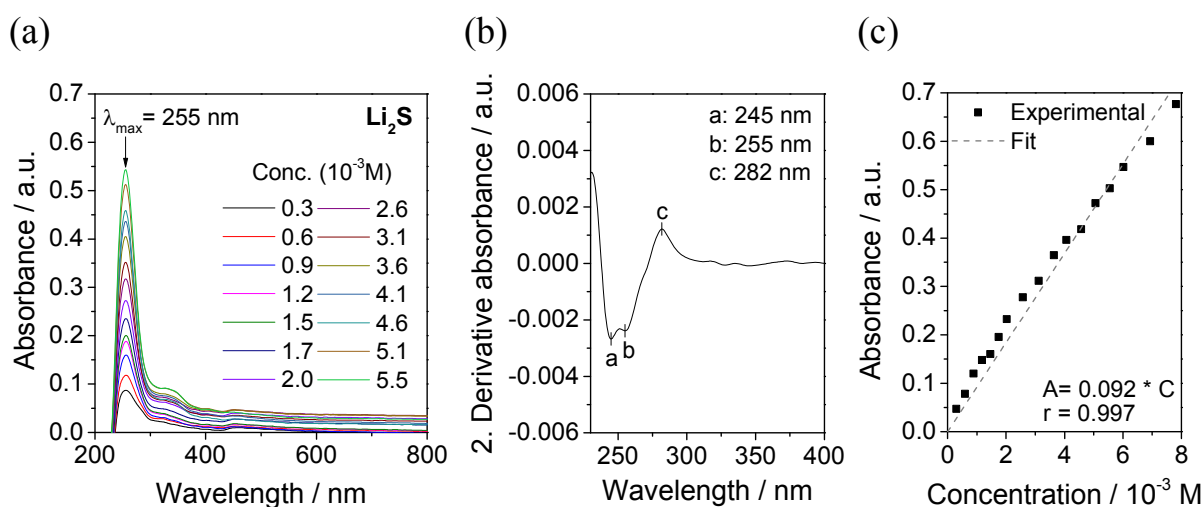 (a)
Absorbance / a.u.
0.7
0.6
0.5
0.4
0.3
0.2
0.1
0.0
λmax = 255 nm
Li₂S
Conc. (10⁻³M)
0.3 2.6
0.6 3.1
0.9 3.6
1.2 4.1
1.5 4.6
1.7 5.1
2.0 5.5
200 400 600 800
Wavelength / nm
(b)
2. Derivative absorbance / a.u.
0.006
0.004
0.002
0.000
-0.002
-0.004
-0.006
a: 245 nm
b: 255 nm
c: 282 nm
c
a
b
250 300 350 400
Wavelength / nm
(c)
Absorbance / a.u.
0.7
0.6
0.5
0.4
0.3
0.2
0.1
0.0
Experimental
Fit
A= 0.092 * C
r = 0.997
0 2 4 6 8
Concentration / 10⁻³ M